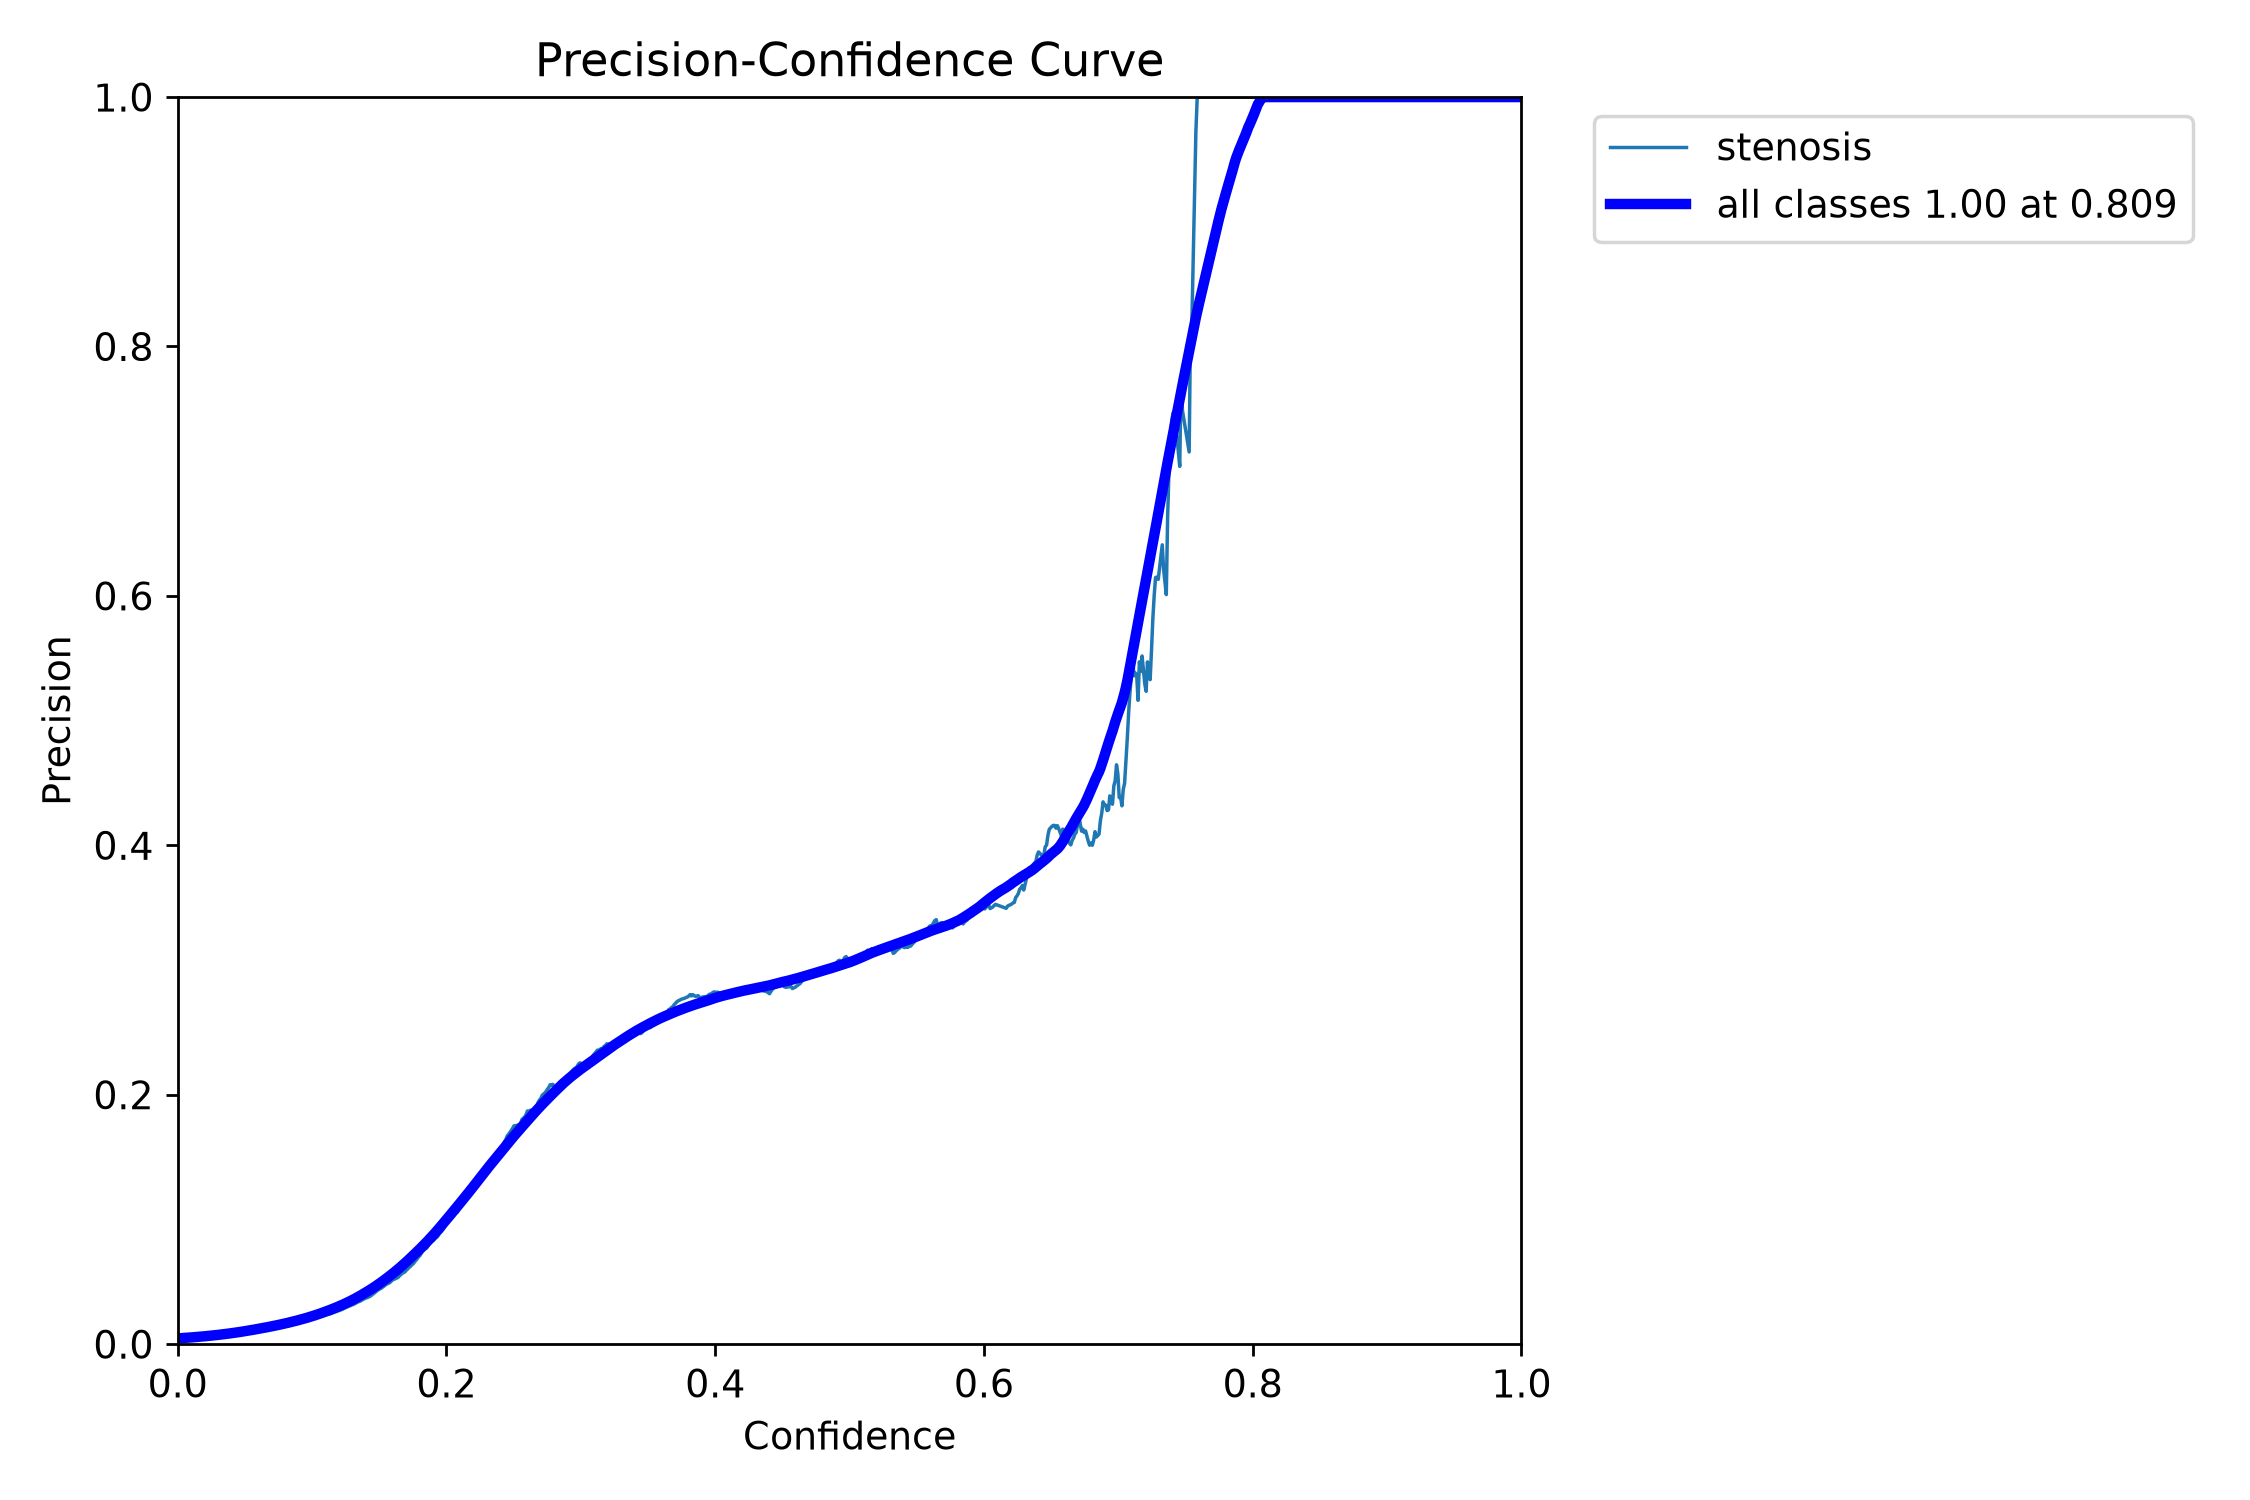 Precision-Confidence Curve
1.0
0.8
0.6
0.4
0.2
0.0
Precision
0.0 0.2 0.4 0.6 0.8 1.0
Confidence
stenosis
all classes 1.00 at 0.809